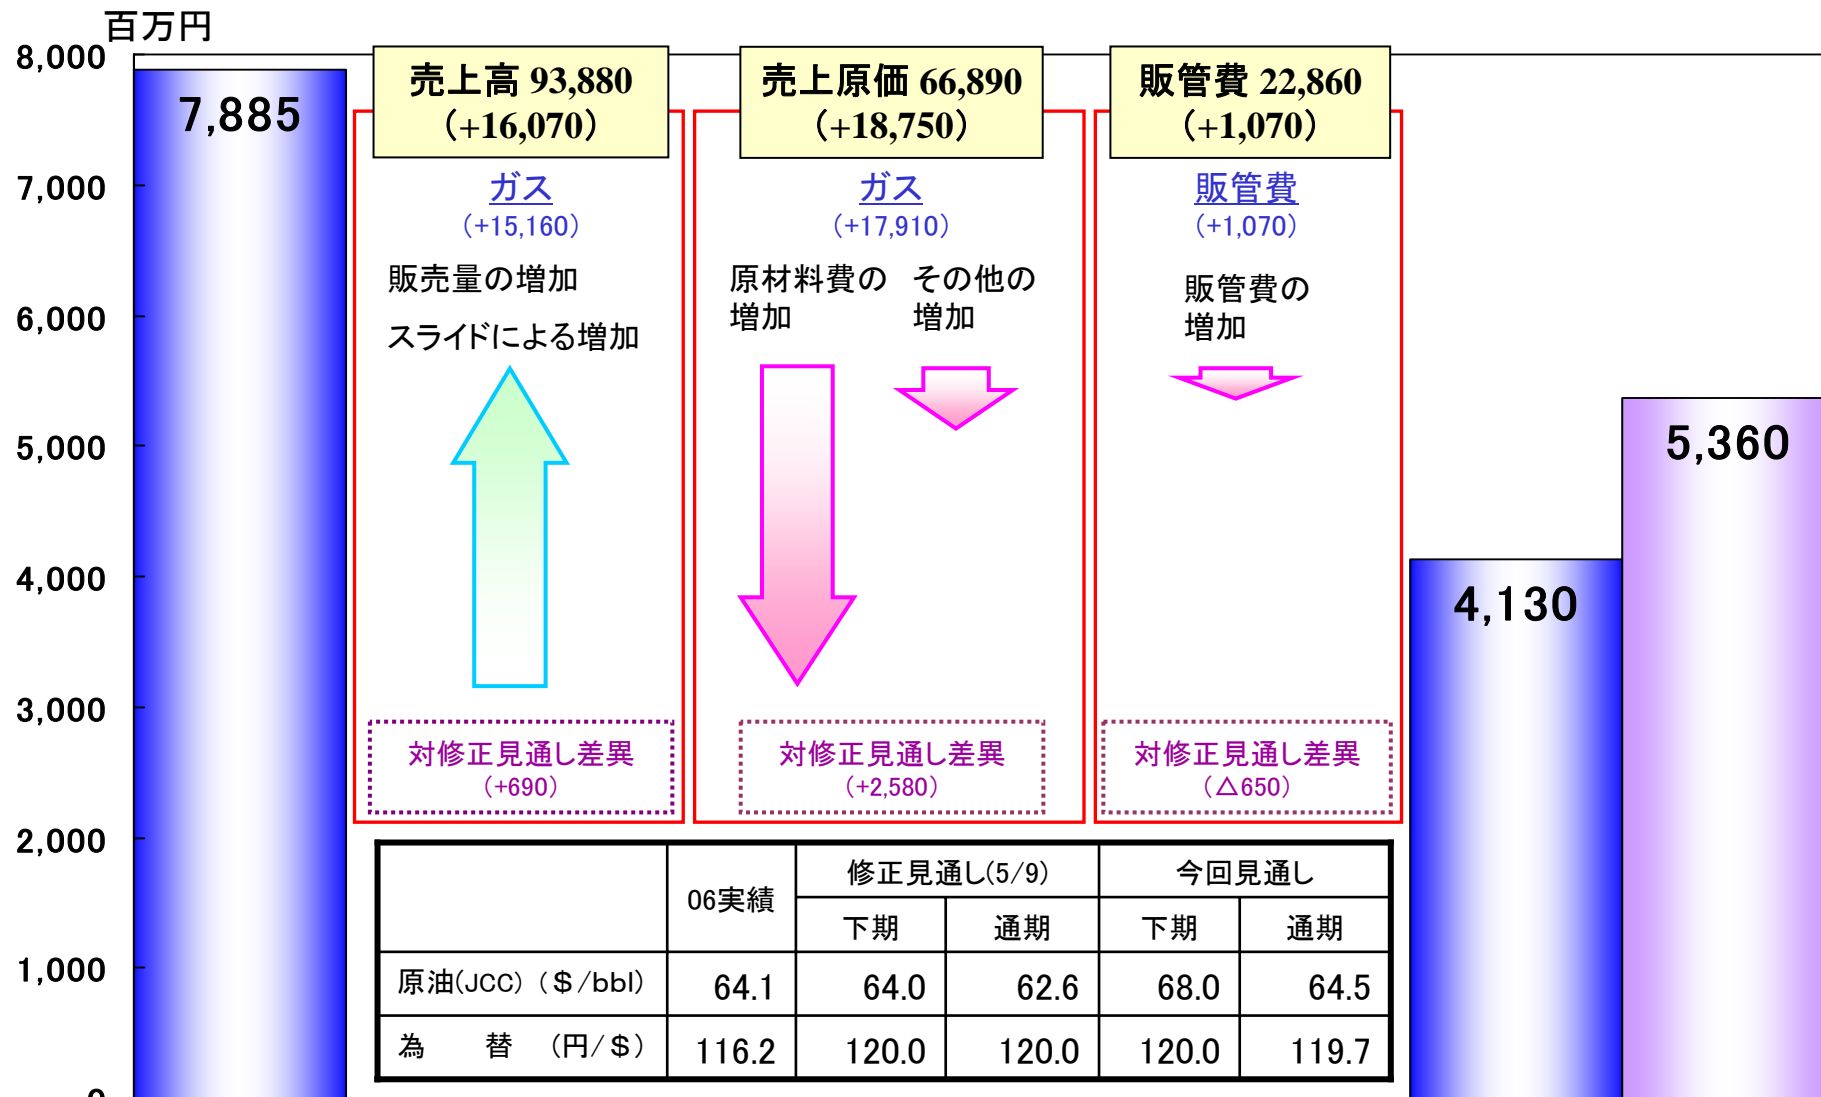 百万円
8,000
7,000
6,000
5,000
4,000
3,000
2,000
1,000
0
7,885
売上高 93,880
(+16,070)
ガス
(+15,160)
販売量の増加
スライドによる増加
対修正見通し差異
(+690)
売上原価 66,890
(+18,750)
ガス
(+17,910)
原材料費の
増加
その他の
増加
対修正見通し差異
(+2,580)
販管費 22,860
(+1,070)
販管費
(+1,070)
販管費の
増加
対修正見通し差異
(△650)
4,130
5,360
06実績 修正見通し(5/9) 今回見通し
下期 通期 下期 通期
原油(JCC)($/bbl) 64.1 64.0 62.6 68.0 64.5
為 替 (円/$) 116.2 120.0 120.0 120.0 119.7